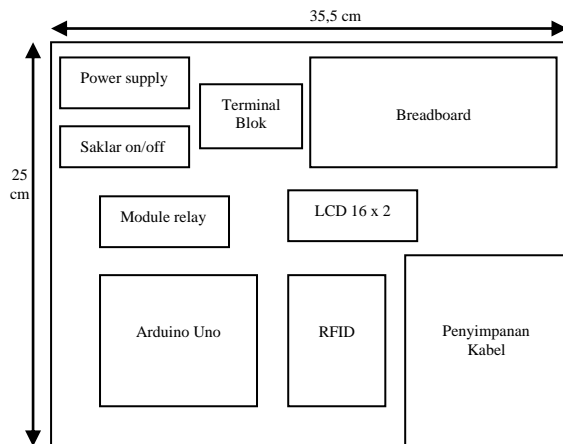 35,5 cm
25
cm
Power supply
Terminal
Blok
Breadboard
Saklar on/off
Module relay
LCD 16 x 2
Arduino Uno
RFID
Penyimpanan
Kabel